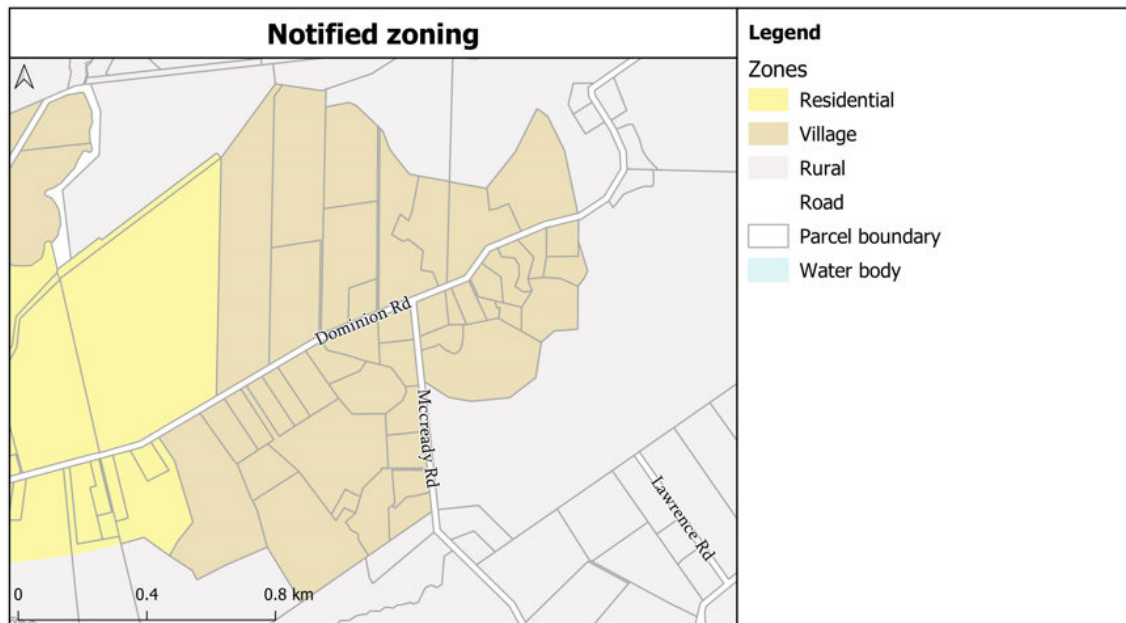 Notified zoning
Legend
Zones
Residential
Village
Rural
Road
Parcel boundary
Water body
Dominion Rd
Mccready Rd
Lawrence Rd
0 0.4 0.8 km